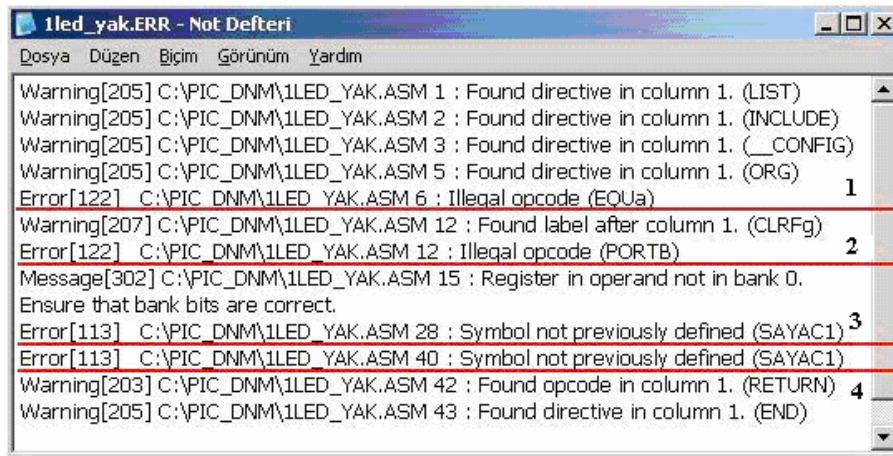 1led_yak.ERR - Not Defteri
Dosya Düzen Biçim Görünüm Yardım
Warning[205] C:\PIC_DNM\1LED_YAK.ASM 1 : Found directive in column 1. (LIST)
Warning[205] C:\PIC_DNM\1LED_YAK.ASM 2 : Found directive in column 1. (INCLUDE)
Warning[205] C:\PIC_DNM\1LED_YAK.ASM 3 : Found directive in column 1. (__CONFIG)
Warning[205] C:\PIC_DNM\1LED_YAK.ASM 5 : Found directive in column 1. (ORG)
Error[122] C:\PIC_DNM\1LED_YAK.ASM 6 : Illegal opcode (EQUa) 1
Warning[207] C:\PIC_DNM\1LED_YAK.ASM 12 : Found label after column 1. (CLRFg)
Error[122] C:\PIC_DNM\1LED_YAK.ASM 12 : Illegal opcode (PORTB) 2
Message[302] C:\PIC_DNM\1LED_YAK.ASM 15 : Register in operand not in bank 0.
Ensure that bank bits are correct.
Error[113] C:\PIC_DNM\1LED_YAK.ASM 28 : Symbol not previously defined (SAYAC1) 3
Error[113] C:\PIC_DNM\1LED_YAK.ASM 40 : Symbol not previously defined (SAYAC1)
Warning[203] C:\PIC_DNM\1LED_YAK.ASM 42 : Found opcode in column 1. (RETURN) 4
Warning[205] C:\PIC_DNM\1LED_YAK.ASM 43 : Found directive in column 1. (END)